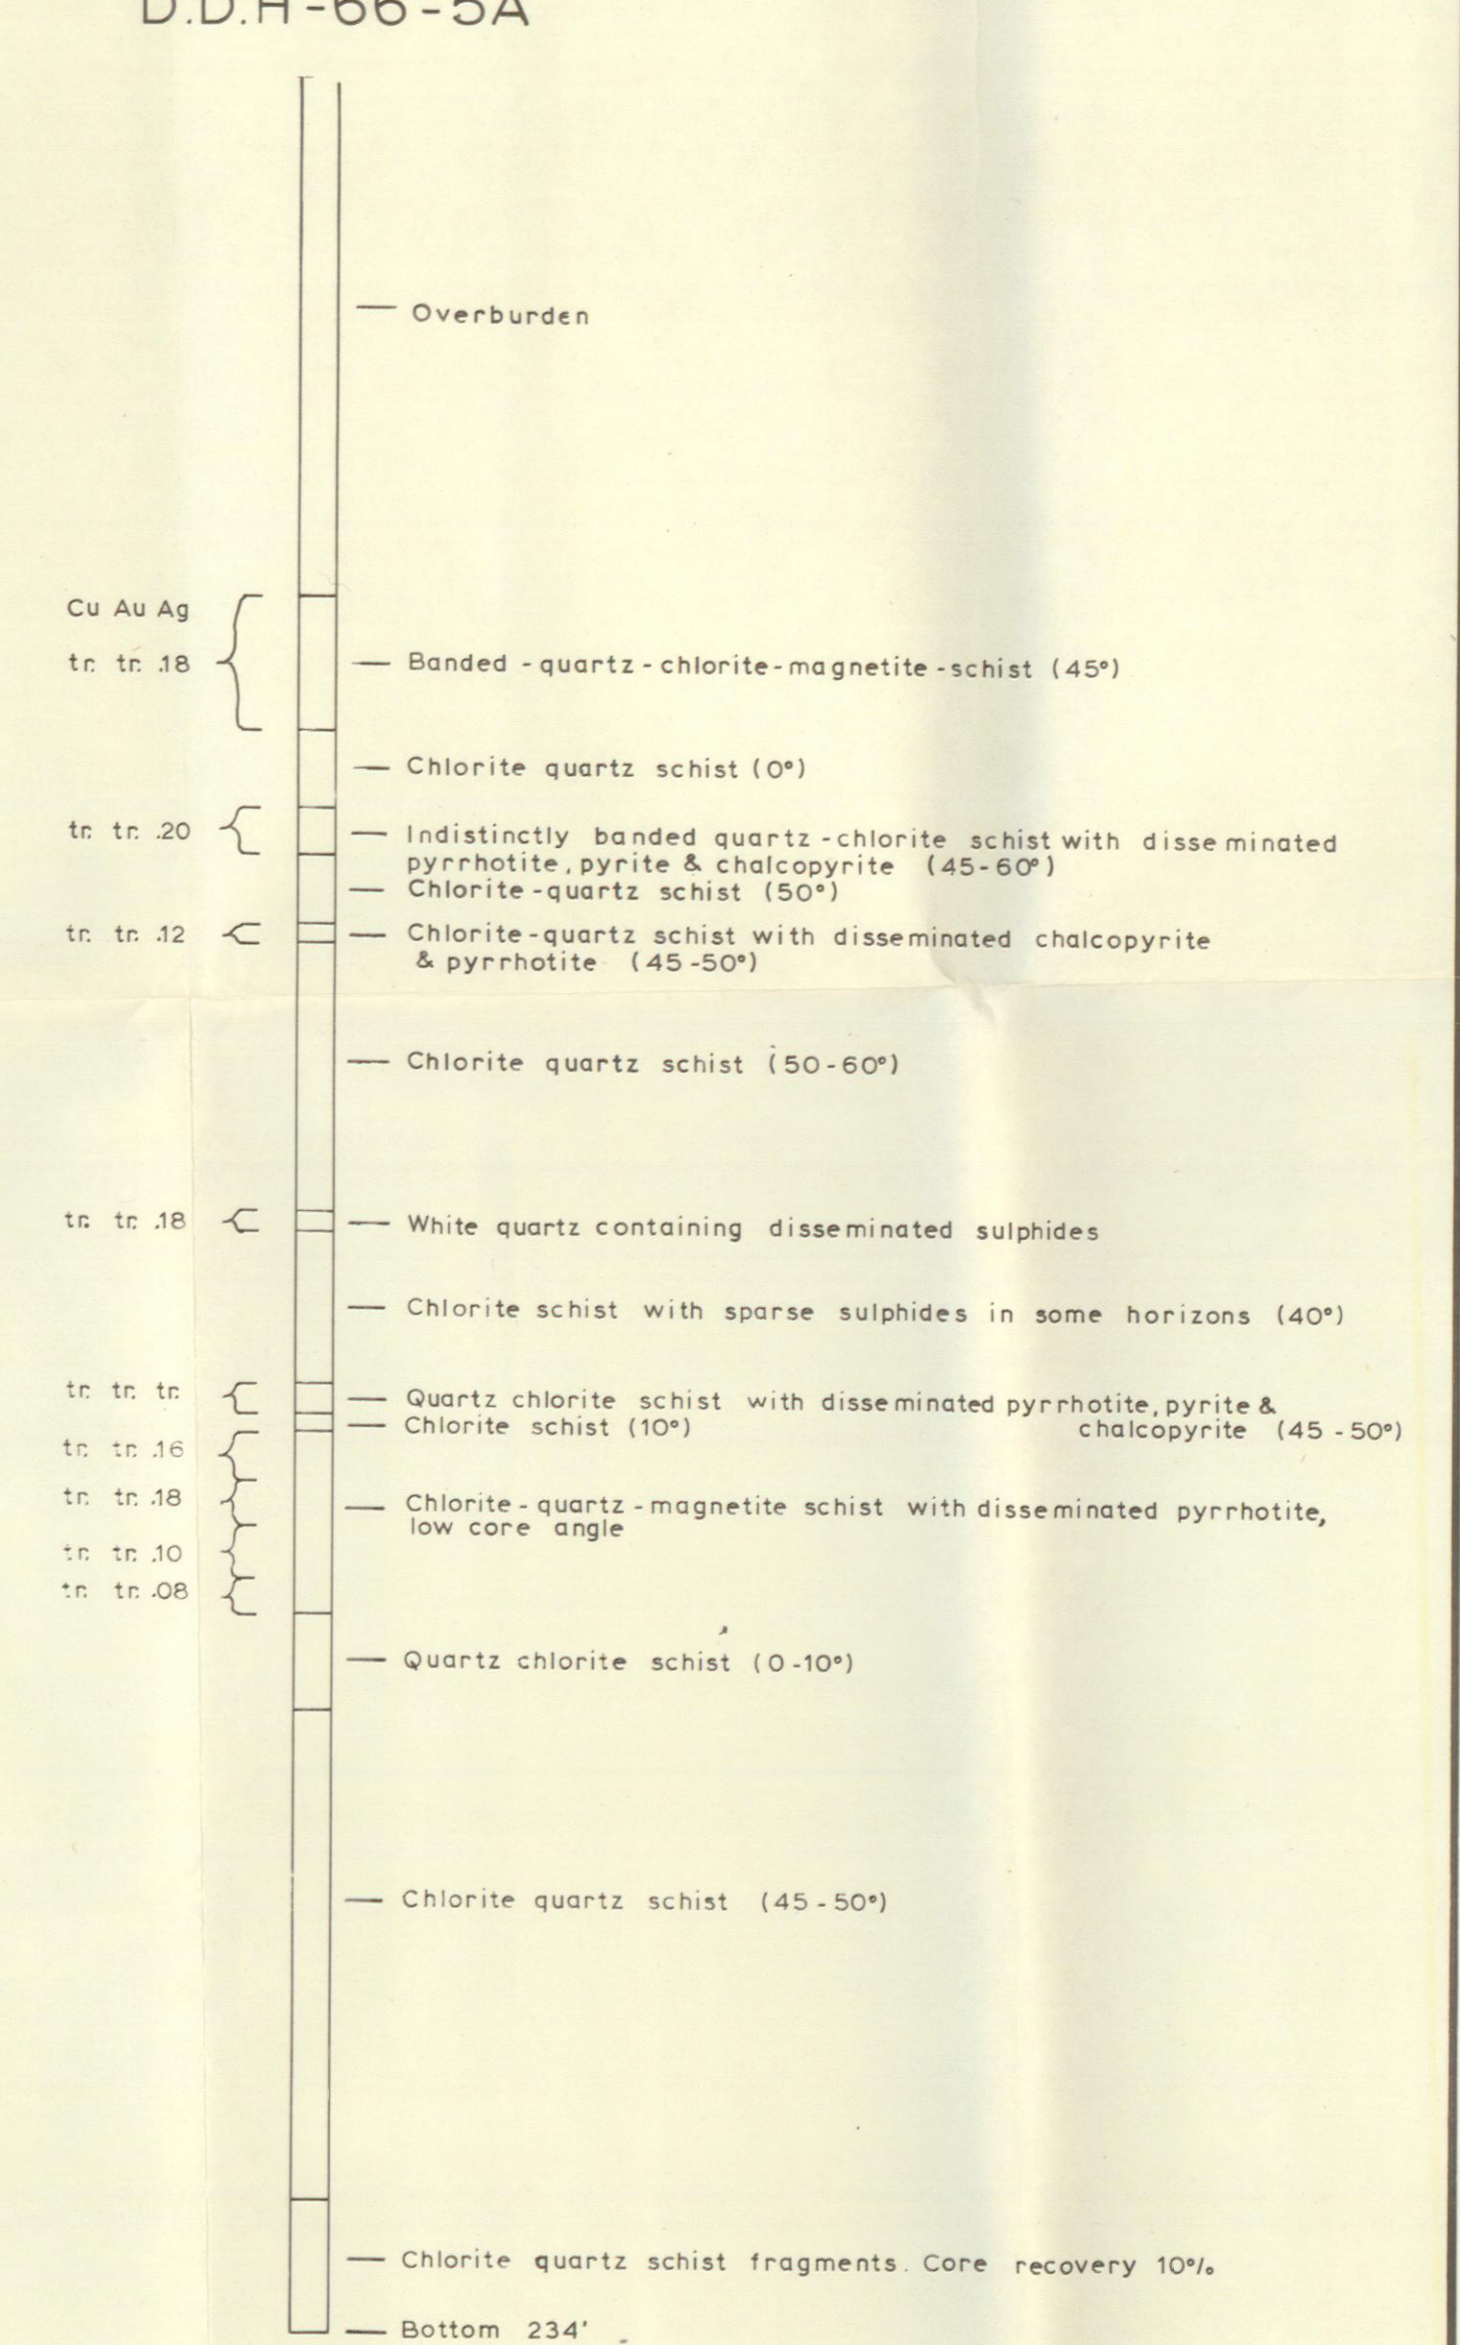 D.D.H-66-5A
Overburden
Cu Au Ag
tr. tr. .18
Banded-quartz-chlorite-magnetite-schist (45°)
Chlorite quartz schist (0°)
tr. tr. .20
Indistinctly banded quartz-chlorite schist with disseminated
pyrrhotite, pyrite & chalcopyrite (45-60°)
Chlorite-quartz schist (50°)
tr. tr. .12
Chlorite-quartz schist with disseminated chalcopyrite
& pyrrhotite (45-50°)
Chlorite quartz schist (50-60°)
tr. tr. .18
White quartz containing disseminated sulphides
Chlorite schist with sparse sulphides in some horizons (40°)
tr. tr. tr.
Quartz chlorite schist with disseminated pyrrhotite, pyrite &
chalcopyrite (45-50°)
Chlorite schist (10°)
tr. tr. .16
tr. tr. .18
Chlorite-quartz-magnetite schist with disseminated pyrrhotite,
low core angle
tr. tr. .10
tr. tr. .08
Quartz chlorite schist (0-10°)
Chlorite quartz schist (45-50°)
Chlorite quartz schist fragments. Core recovery 10%
Bottom 234'